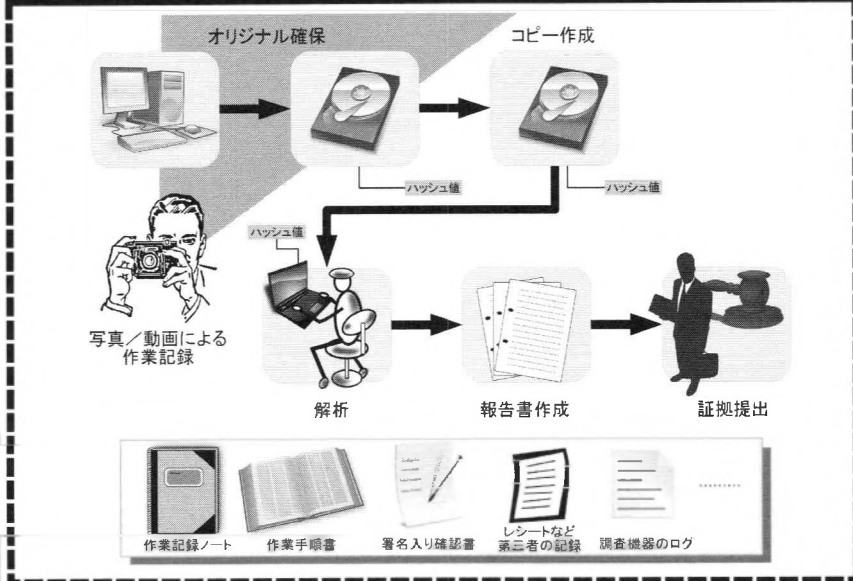 オリジナル確保
コピー作成
ハッシュ値
ハッシュ値
ハッシュ値
写真／動画による
作業記録
解析
報告書作成
証拠提出
作業記録ノート
作業手順書
署名入り確認書
レシートなど
第三者の記録
調査機器のログ
………